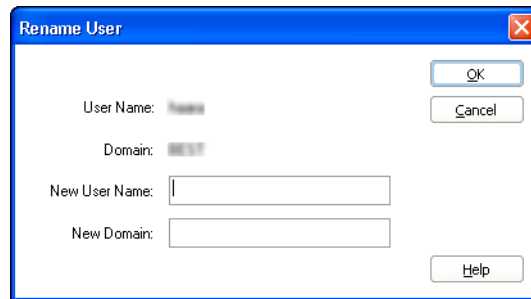 Rename User
OK
User Name:
Cancel
Domain:
New User Name:
New Domain:
Help